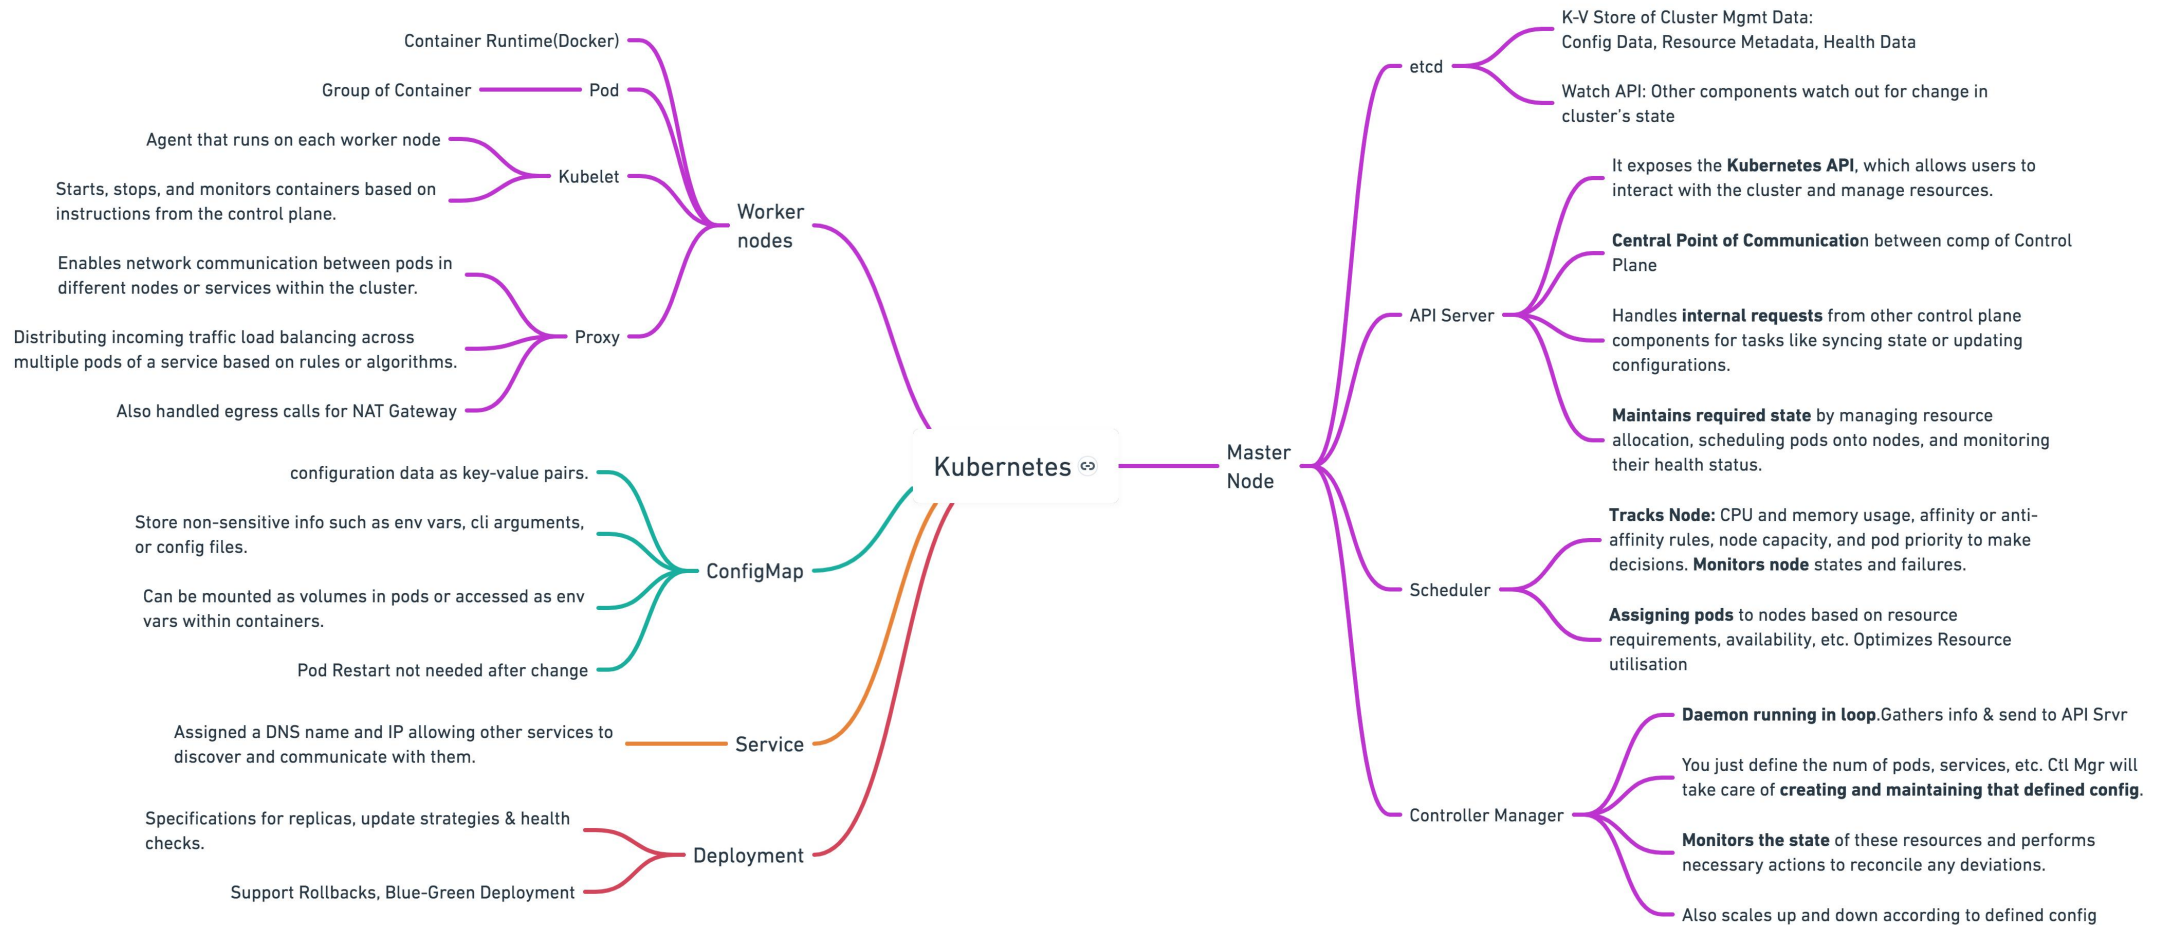 Kubernetes
Worker
nodes
Container Runtime(Docker)
Pod
Group of Container
Kubelet
Agent that runs on each worker node
Starts, stops, and monitors containers based on
instructions from the control plane.
Proxy
Enables network communication between pods in
different nodes or services within the cluster.
Distributing incoming traffic load balancing across
multiple pods of a service based on rules or algorithms.
Also handled egress calls for NAT Gateway
ConfigMap
configuration data as key-value pairs.
Store non-sensitive info such as env vars, cli arguments,
or config files.
Can be mounted as volumes in pods or accessed as env
vars within containers.
Pod Restart not needed after change
Service
Assigned a DNS name and IP allowing other services to
discover and communicate with them.
Deployment
Specifications for replicas, update strategies & health
checks.
Support Rollbacks, Blue-Green Deployment
Master
Node
etcd
K-V Store of Cluster Mgmt Data:
Config Data, Resource Metadata, Health Data
Watch API: Other components watch out for change in
cluster's state
API Server
It exposes the Kubernetes API, which allows users to
interact with the cluster and manage resources.
Central Point of Communication between comp of Control
Plane
Handles internal requests from other control plane
components for tasks like syncing state or updating
configurations.
Maintains required state by managing resource
allocation, scheduling pods onto nodes, and monitoring
their health status.
Scheduler
Tracks Node: CPU and memory usage, affinity or anti-
affinity rules, node capacity, and pod priority to make
decisions. Monitors node states and failures.
Assigning pods to nodes based on resource
requirements, availability, etc. Optimizes Resource
utilisation
Controller Manager
Daemon running in loop.Gathers info & send to API Srvr
You just define the num of pods, services, etc. Ctl Mgr will
take care of creating and maintaining that defined config.
Monitors the state of these resources and performs
necessary actions to reconcile any deviations.
Also scales up and down according to defined config